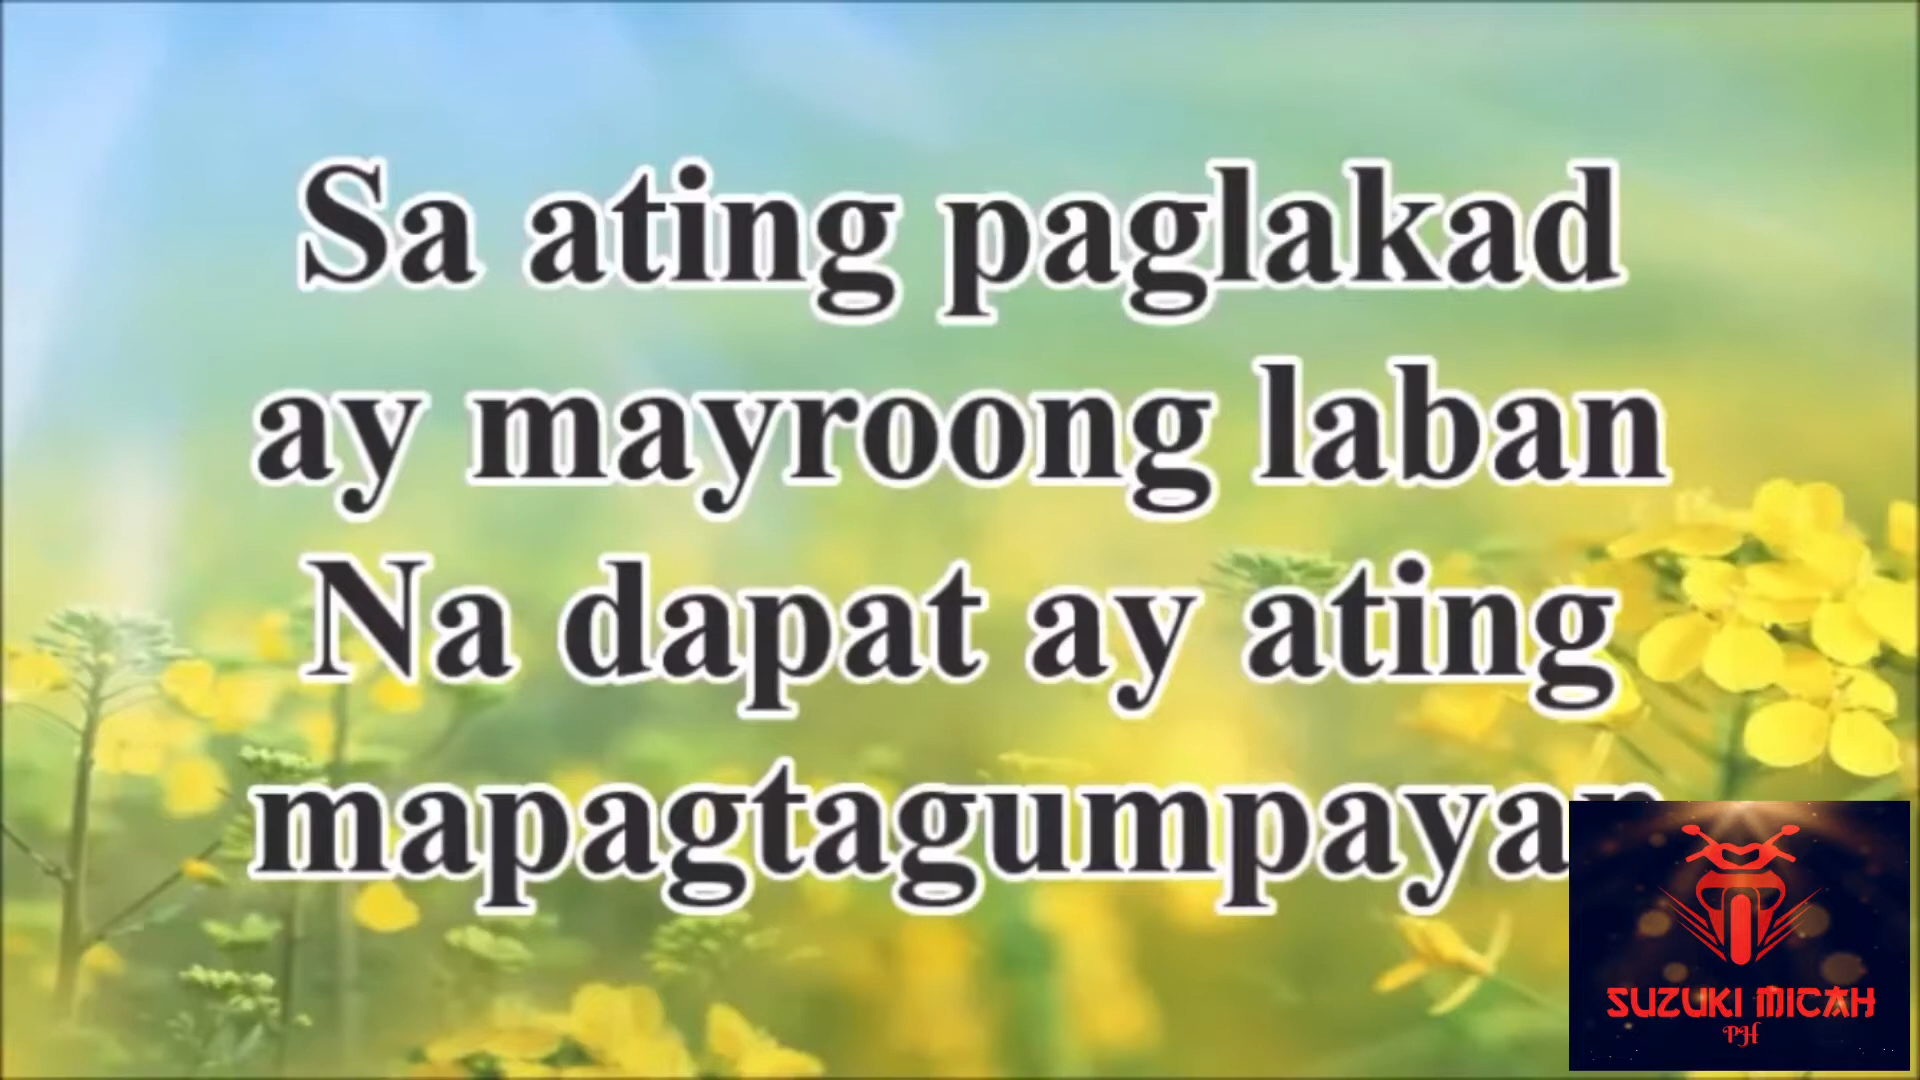 Sa ating paglakad
ay mayroong laban
Na dapat ay ating
mapagtagumpayan
SUZUKI MICAH
PH